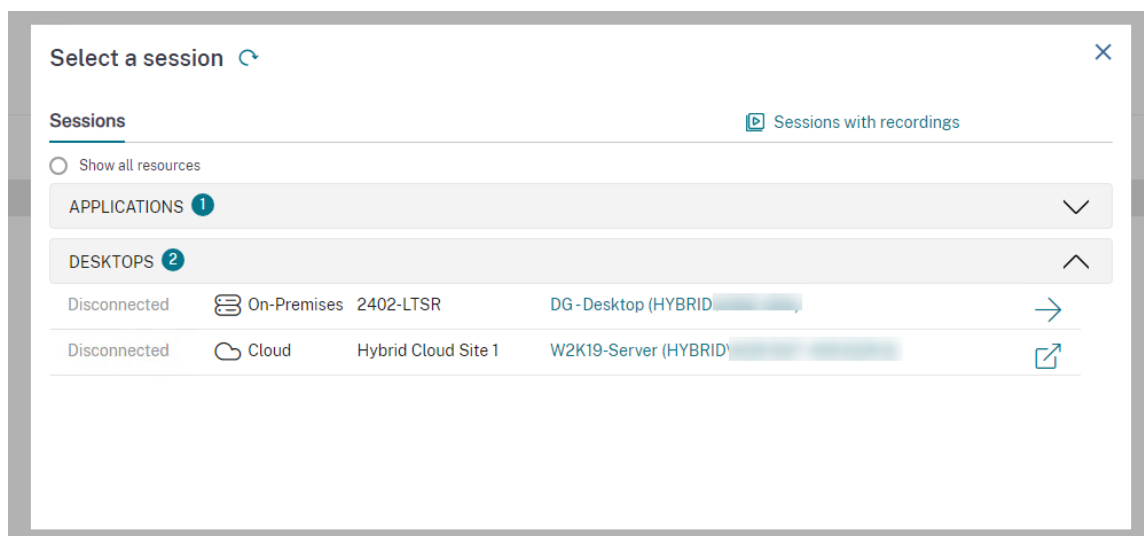 Select a session
Sessions
Sessions with recordings
Show all resources
APPLICATIONS 1
DESKTOPS 2
Disconnected On-Premises 2402-LTSR DG-Desktop (HYBRID
Disconnected Cloud Hybrid Cloud Site 1 W2K19-Server (HYBRID